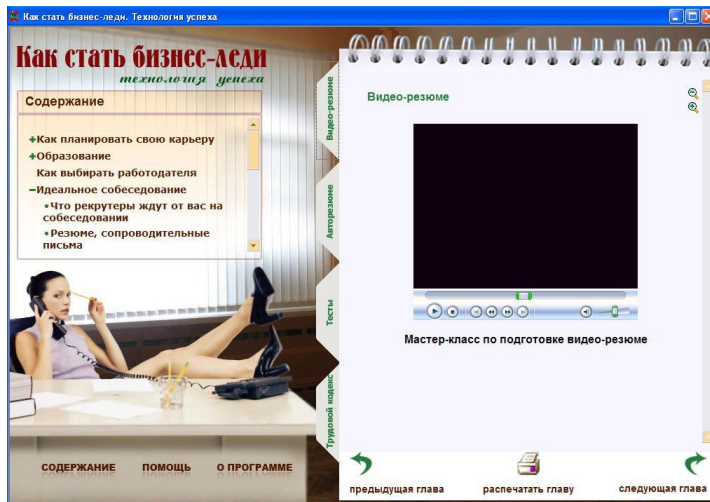 Как стать бизнес-леди. Технология успеха
Как стать бизнес-леди
технология успеха
Содержание
Как планировать свою карьеру
Образование
Как выбирать работодателя
Идеальное собеседование
Что рекрутеры ждут от вас на
собеседовании
Резюме, сопроводительные
письма
СОДЕРЖАНИЕ ПОМОЩЬ О ПРОГРАММЕ
Видео-резюме
Авторезюме
Тесты
Трудовой кодекс
Видео-резюме
Мастер-класс по подготовке видео-резюме
предыдущая глава распечатать главу следующая глава